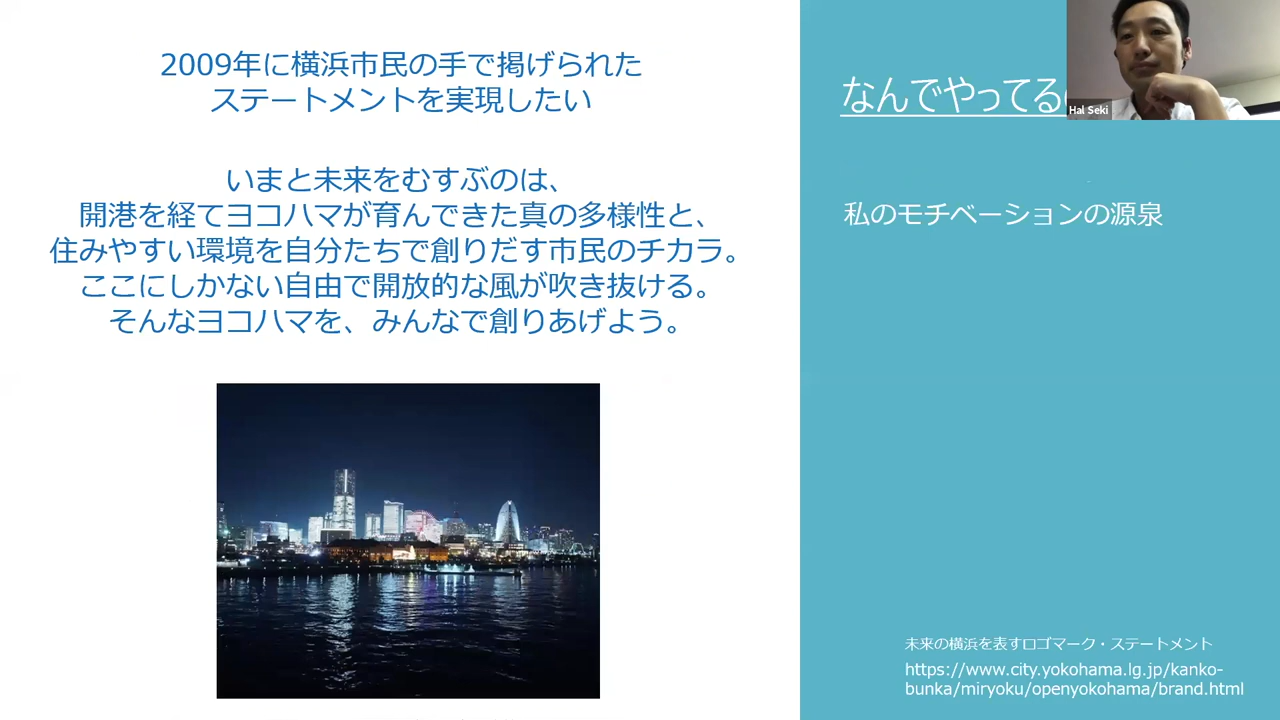 2009年に横浜市民の手で掲げられた
ステートメントを実現したい
いまと未来をむすぶのは、
開港を経てヨコハマが育んできた真の多様性と、
住みやすい環境を自分たちで創りだす市民のチカラ。
ここにしかない自由で開放的な風が吹き抜ける。
そんなヨコハマを、みんなで創りあげよう。
なんでやってる
Hal Seki
私のモチベーションの源泉
未来の横浜を表すロゴマーク・ステートメント
https://www.city.yokohama.lg.jp/kanko-
bunka/miryoku/openyokohama/brand.html